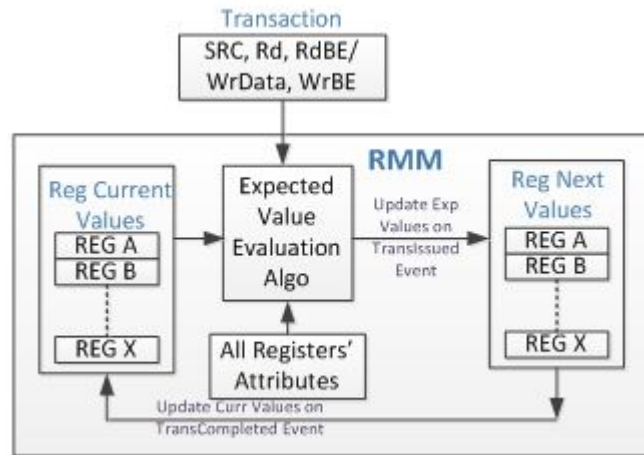 Transaction
SRC, Rd, RdBE/
WrData, WrBE
RMM
Reg Current
Values
REG A
REG B
REG X
Expected
Value
Evaluation
Algo
Update Exp
Values on
TransIssued
Event
Reg Next
Values
REG A
REG B
REG X
All Registers'
Attributes
Update Curr Values on
TransCompleted Event